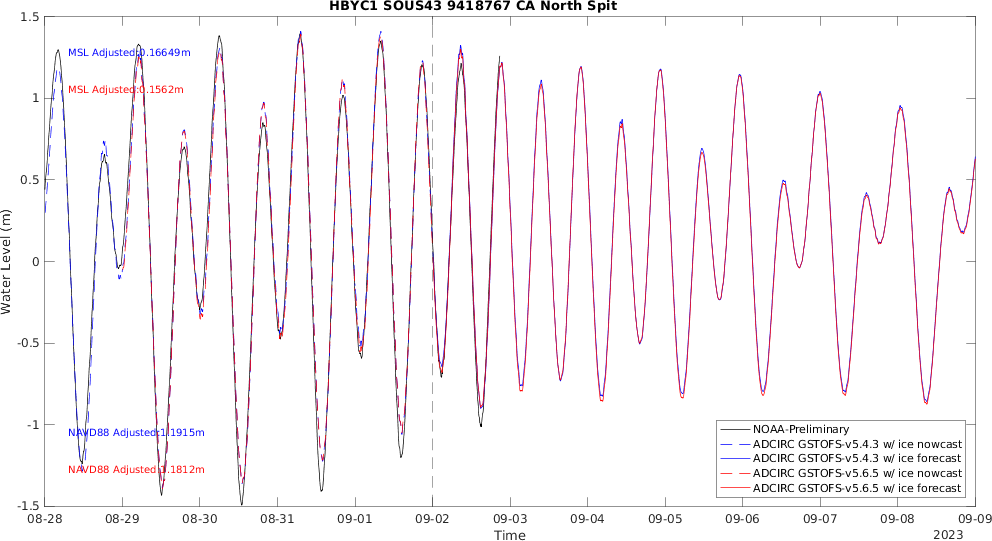 HBYC1 SOUS43 9418767 CA North Spit
1.5
MSL Adjusted:0.16649m
MSL Adjusted:0.1562m
1
0.5
Water Level (m)
0
-0.5
-1
NAVD88 Adjusted:1.1915m
NAVD88 Adjusted:1.1812m
NOAA-Preliminary
ADCIRC GSTOFS-v5.4.3 w/ ice nowcast
ADCIRC GSTOFS-v5.4.3 w/ ice forecast
ADCIRC GSTOFS-v5.6.5 w/ ice nowcast
ADCIRC GSTOFS-v5.6.5 w/ ice forecast
-1.5
08-28 08-29 08-30 08-31 09-01 09-02 09-03 09-04 09-05 09-06 09-07 09-08 09-09
Time
2023